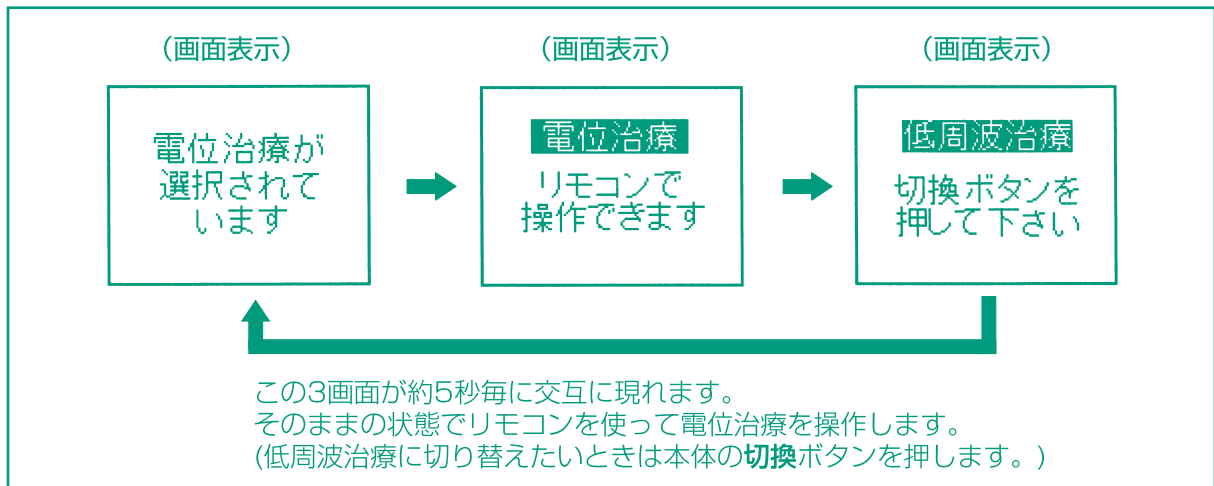 (画面表示)
電位治療が
選択されて
います
(画面表示)
電位治療
リモコンで
操作できます
(画面表示)
低周波治療
切換ボタンを
押して下さい
この3画面が約5秒毎に交互に現れます。
そのままの状態でリモコンを使って電位治療を操作します。
(低周波治療に切り替えたいときは本体の切換ボタンを押します。)